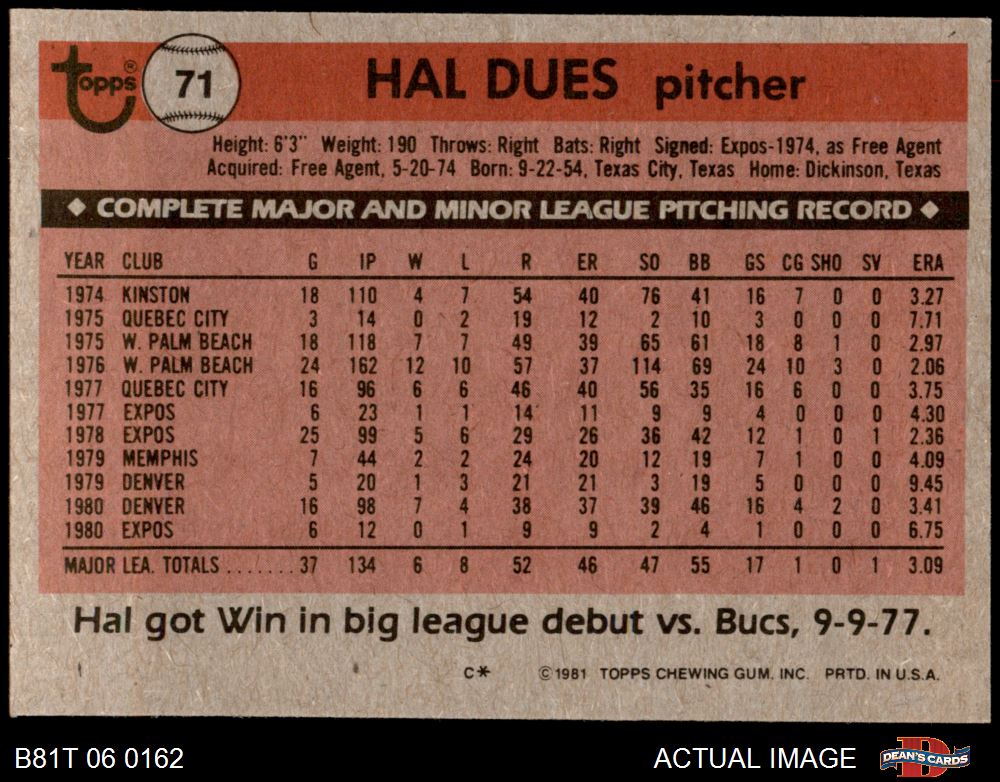 Topps® 71 HAL DUES pitcher
Height: 6'3" Weight: 190 Throws: Right Bats: Right Signed: Expos-1974, as Free Agent
Acquired: Free Agent, 5-20-74 Born: 9-22-54, Texas City, Texas Home: Dickinson, Texas
◆ COMPLETE MAJOR AND MINOR LEAGUE PITCHING RECORD ◆
YEAR CLUB G IP W L R ER SO BB GS CG SHO SV ERA
1974 KINSTON 18 110 4 7 54 40 76 41 16 7 0 0 3.27
1975 QUEBEC CITY 3 14 0 2 19 12 2 10 3 0 0 0 7.71
1975 W. PALM BEACH 18 118 7 7 49 39 65 61 18 8 1 0 2.97
1976 W. PALM BEACH 24 162 12 10 57 37 114 69 24 10 3 0 2.06
1977 QUEBEC CITY 16 96 6 6 46 40 56 35 16 6 0 0 3.75
1977 EXPOS 6 23 1 1 14 11 9 9 4 0 0 0 4.30
1978 EXPOS 25 99 5 6 29 26 36 42 12 1 0 1 2.36
1979 MEMPHIS 7 44 2 2 24 20 12 19 7 1 0 0 4.09
1979 DENVER 5 20 1 3 21 21 3 19 5 0 0 0 9.45
1980 DENVER 16 98 7 4 38 37 39 46 16 4 2 0 3.41
1980 EXPOS 6 12 0 1 9 9 2 4 1 0 0 0 6.75
MAJOR LEA. TOTALS ....... 37 134 6 8 52 46 47 55 17 1 0 1 3.09
Hal got Win in big league debut vs. Bucs, 9-9-77.
C* ©1981 TOPPS CHEWING GUM. INC. PRTD. IN U.S.A.
B81T 06 0162 ACTUAL IMAGE D DEAN'S CARDS